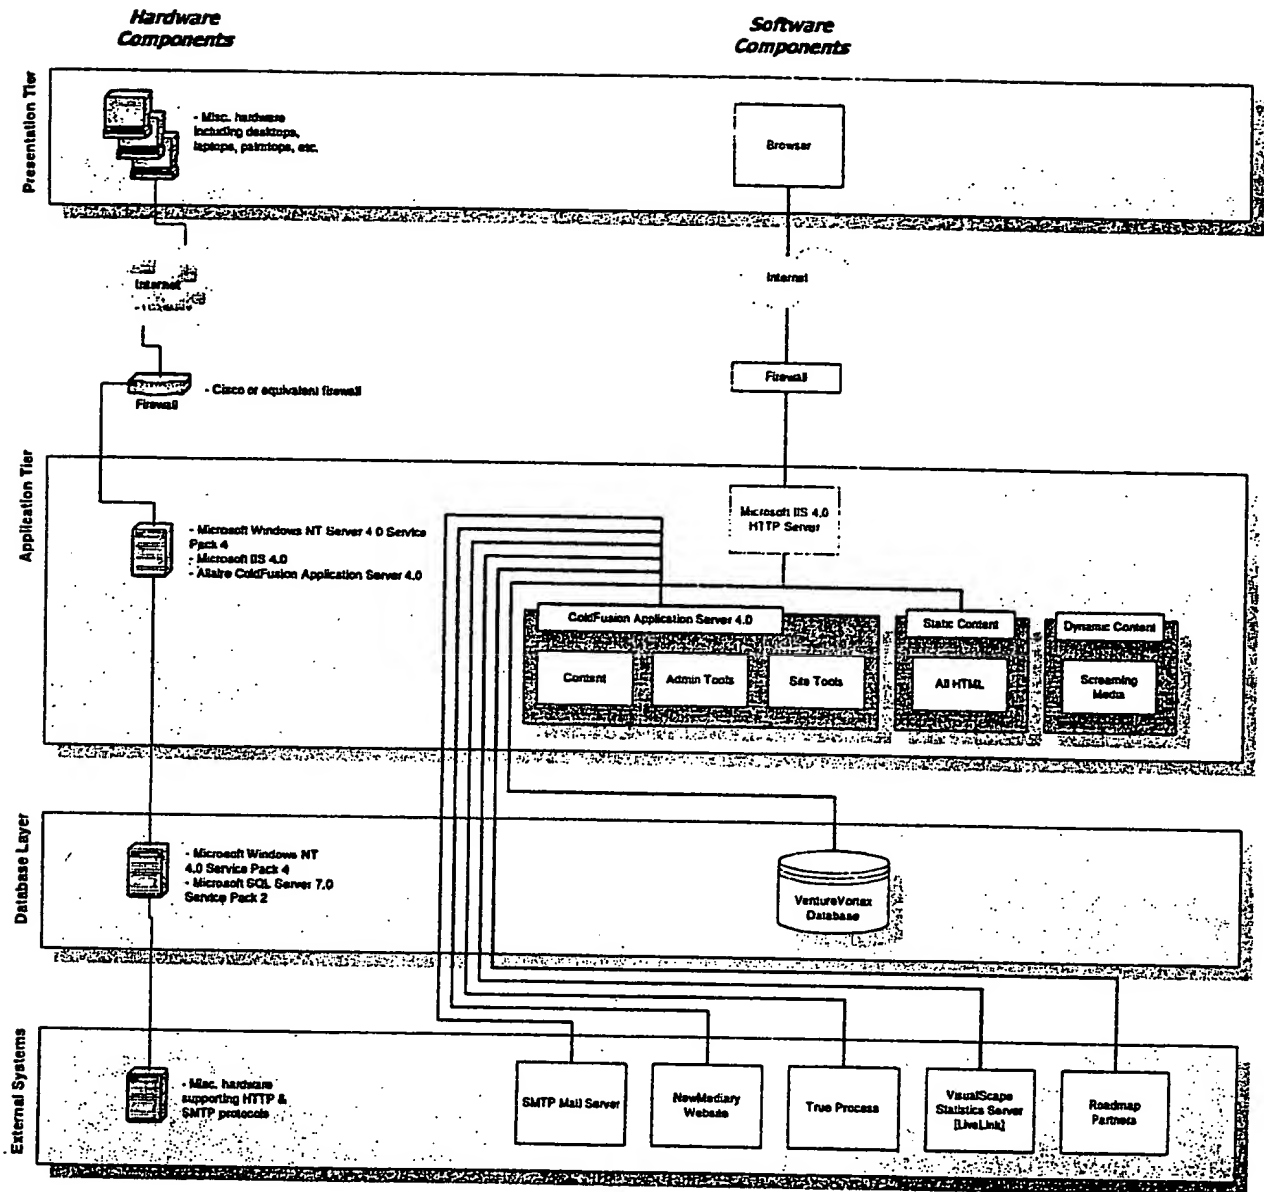 Hardware
Components
Software
Components
Presentation Tier
- Misc. hardware
including desktops,
laptops, palmtops, etc.
Browser
Internet
Internet
Firewall
- Cisco or equivalent firewall
Firewall
Application Tier
- Microsoft Windows NT Server 4.0 Service
Pack 4
- Microsoft IIS 4.0
- Allaire ColdFusion Application Server 4.0
Microsoft IIS 4.0
HTTP Server
ColdFusion Application Server 4.0
Content
Admin Tools
Site Tools
Static Content
All HTML
Dynamic Content
Screaming
Media
Database Layer
- Microsoft Windows NT
4.0 Service Pack 4
- Microsoft SQL Server 7.0
Service Pack 2
VentureVortex
Database
External Systems
- Misc. hardware
supporting HTTP &
SMTP protocols
SMTP Mail Server
NewMediary
Website
True Process
VisualScape
Statistics Server
[LiveLink]
Roadmap
Partners